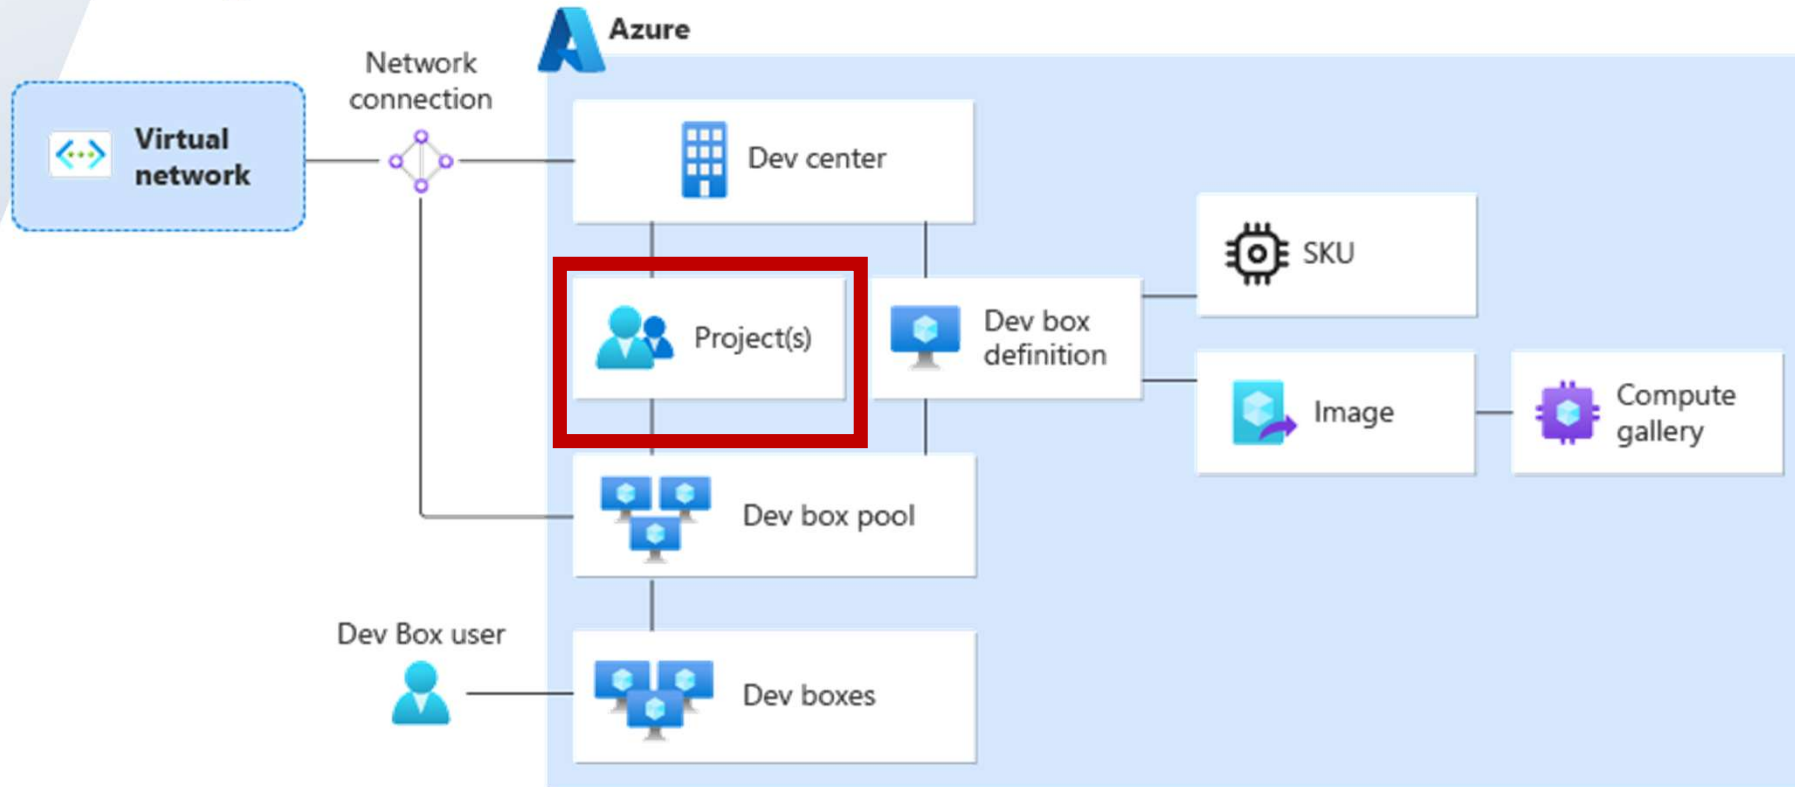 Azure
Network
connection
Virtual
network
Dev center
SKU
Project(s)
Dev box
definition
Image
Compute
gallery
Dev box pool
Dev Box user
Dev boxes